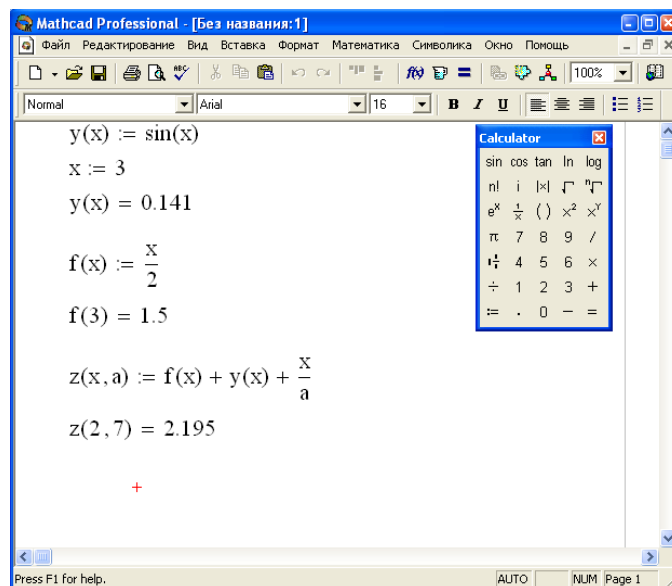 Mathcad Professional - [Без названия:1]
Файл Редактирование Вид Вставка Формат Математика Символика Окно Помощь
100%
Normal Arial 16 B I U
y(x) := sin(x)
x := 3
y(x) = 0.141
f(x) := x/2
f(3) = 1.5
z(x,a) := f(x) + y(x) + x/a
z(2,7) = 2.195
Calculator
sin cos tan ln log
n! i |×| √ ⁿ√
eˣ 1/x ( ) ×² ×ʸ
π 7 8 9 /
4 5 6 ×
÷ 1 2 3 +
:= . 0 − =
Press F1 for help. AUTO NUM Page 1